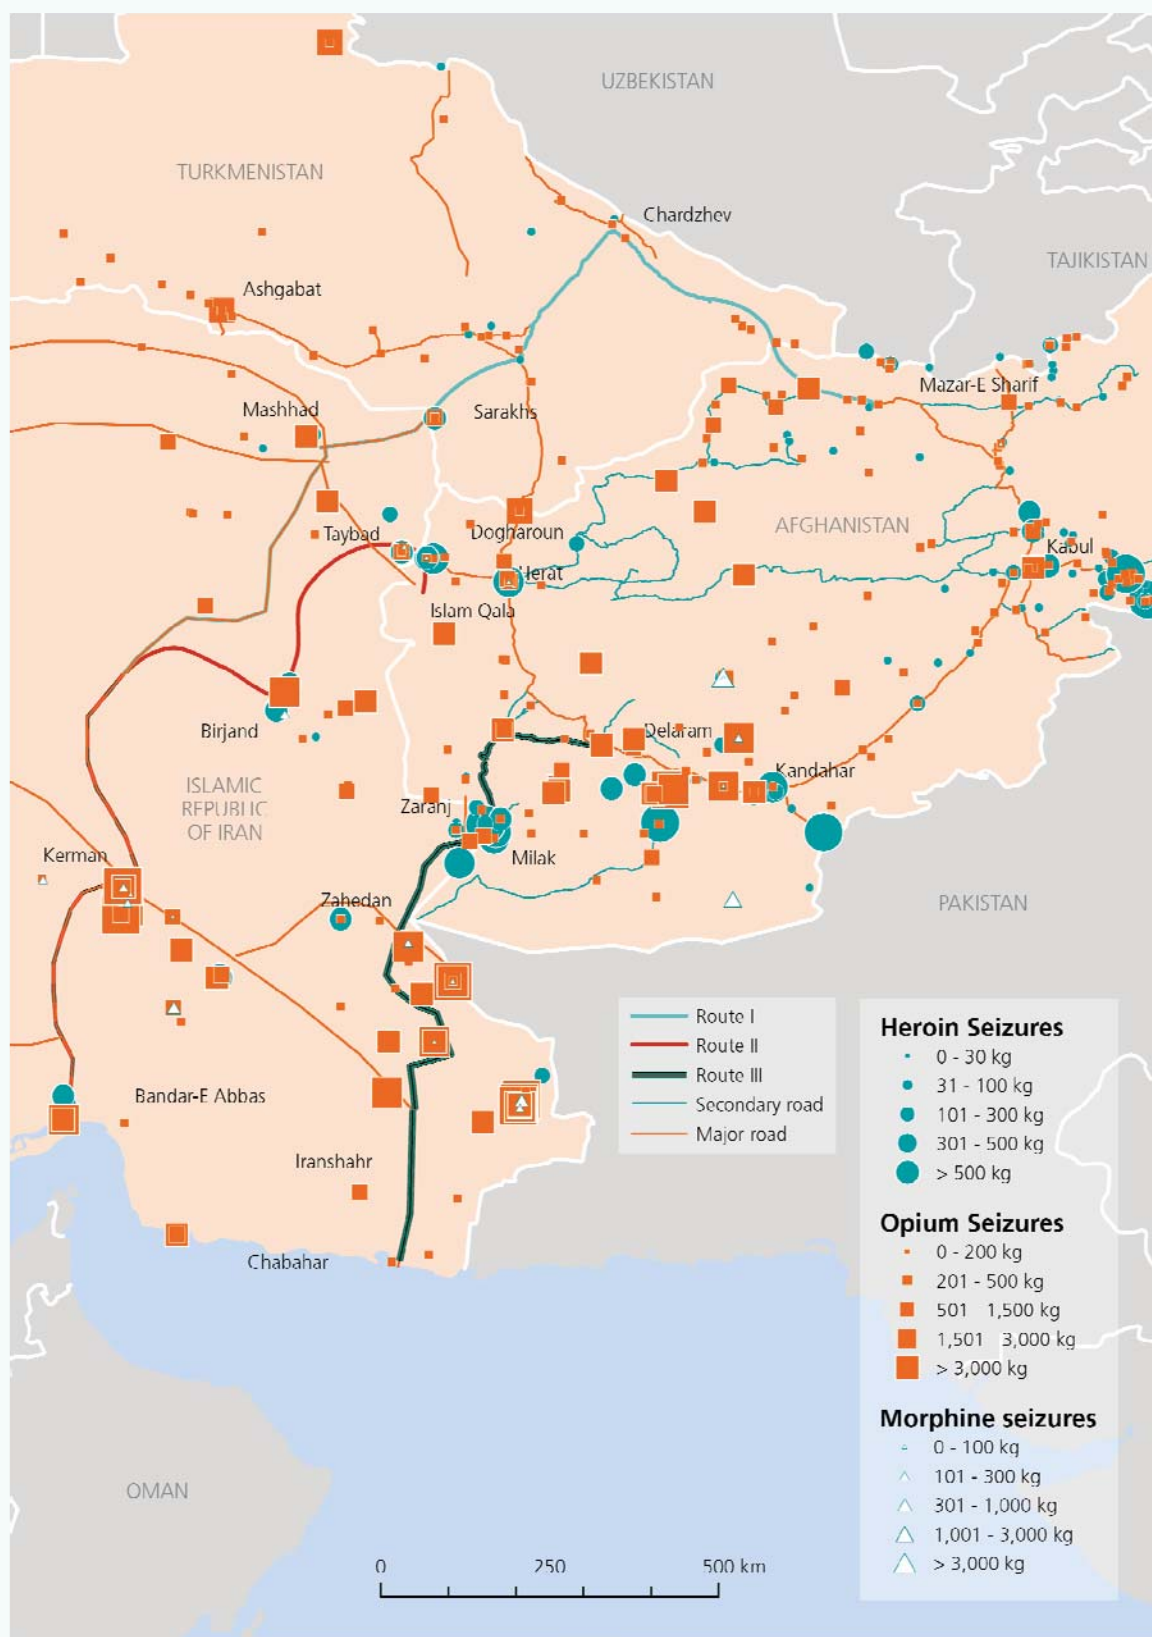 UZBEKISTAN
TURKMENISTAN
Chardzhev
TAJIKISTAN
Ashgabat
Mazar-E Sharif
Mashhad
Sarakhs
AFGHANISTAN
Taybad
Dogharoun
Kabul
Herat
Islam Qala
Birjand
Delaram
Kandahar
ISLAMIC
REPUBLIC
OF IRAN
Zaranj
Kerman
Milak
Zahedan
PAKISTAN
Route I
Route II
Route III
Secondary road
Major road
Heroin Seizures
0 - 30 kg
31 - 100 kg
101 - 300 kg
301 - 500 kg
> 500 kg
Bandar-E Abbas
Iranshahr
Chabahar
Opium Seizures
0 - 200 kg
201 - 500 kg
501 1,500 kg
1,501 3,000 kg
> 3,000 kg
Morphine seizures
0 - 100 kg
101 - 300 kg
301 - 1,000 kg
1,001 - 3,000 kg
> 3,000 kg
OMAN
0 250 500 km